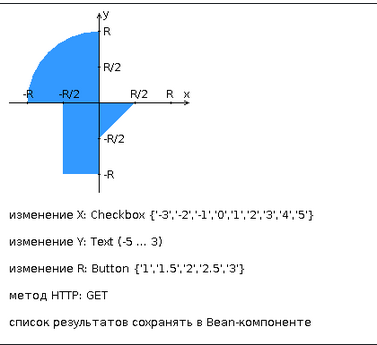 y
R
R/2
-R -R/2 R/2 R x
-R/2
-R
изменение X: Checkbox {'-3','-2','-1','0','1','2','3','4','5'}
изменение Y: Text (-5 ... 3)
изменение R: Button {'1','1.5','2','2.5','3'}
метод HTTP: GET
список результатов сохранять в Bean-компоненте